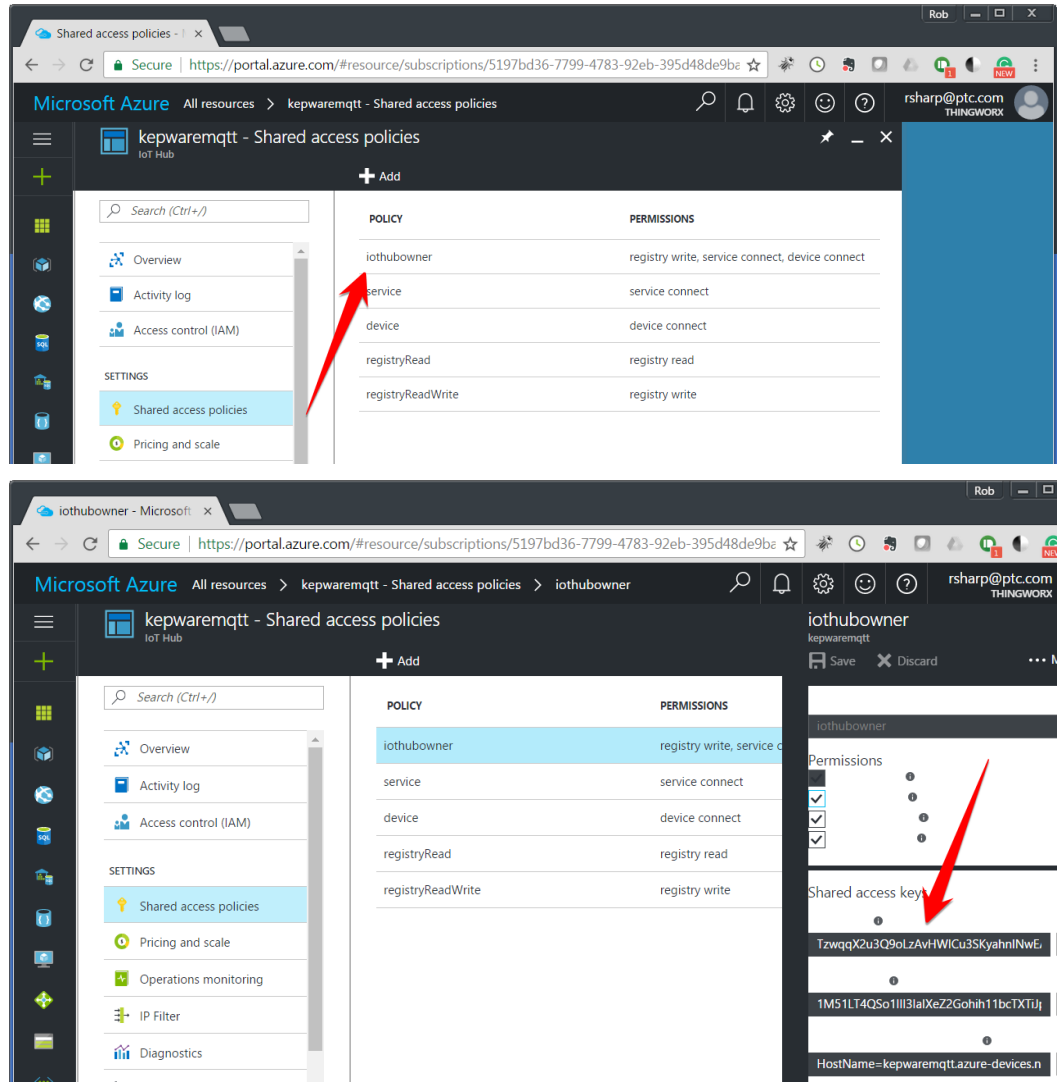 Rob
Shared access policies -
Secure https://portal.azure.com/#resource/subscriptions/5197bd36-7799-4783-92eb-395d48de9ba
1
NEW
Microsoft Azure All resources > kepwaremqtt - Shared access policies
rsharp@ptc.com
THINGWORX
kepwaremqtt - Shared access policies
IoT Hub
Add
Search (Ctrl+/)
Overview
Activity log
Access control (IAM)
SETTINGS
Shared access policies
Pricing and scale
POLICY PERMISSIONS
iothubowner registry write, service connect, device connect
service service connect
device device connect
registryRead registry read
registryReadWrite registry write
Rob
iothubowner - Microsoft
Secure https://portal.azure.com/#resource/subscriptions/5197bd36-7799-4783-92eb-395d48de9ba
1
NEW
Microsoft Azure All resources > kepwaremqtt - Shared access policies > iothubowner
rsharp@ptc.com
THINGWORX
kepwaremqtt - Shared access policies
IoT Hub
Add
Search (Ctrl+/)
Overview
Activity log
Access control (IAM)
SETTINGS
Shared access policies
Pricing and scale
Operations monitoring
IP Filter
Diagnostics
POLICY PERMISSIONS
iothubowner registry write, service
service service connect
device device connect
registryRead registry read
registryReadWrite registry write
iothubowner
kepwaremqtt
Save Discard
iothubowner
Permissions
Shared access keys
HostName=kepwaremqtt.azure-devices.n